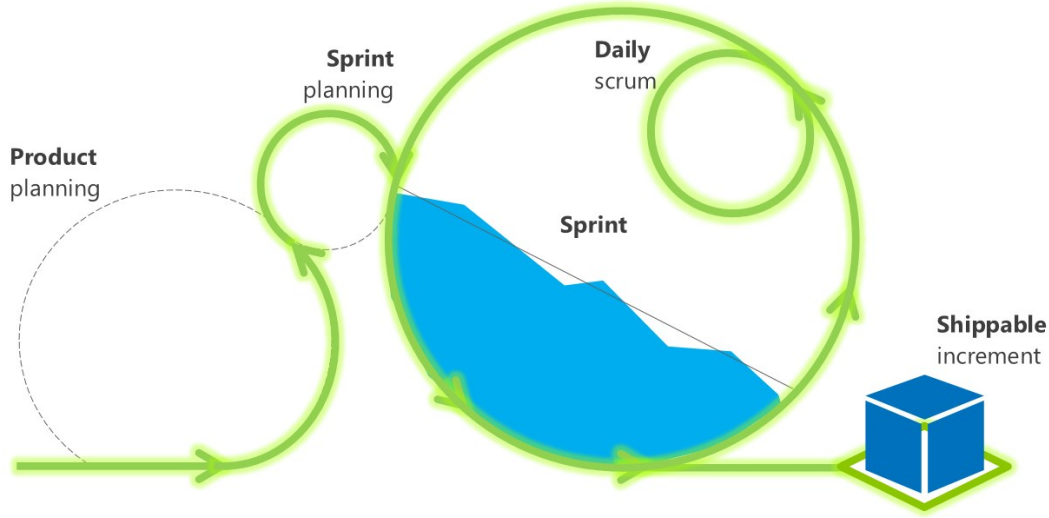 Product
planning
Sprint
planning
Daily
scrum
Sprint
Shippable
increment